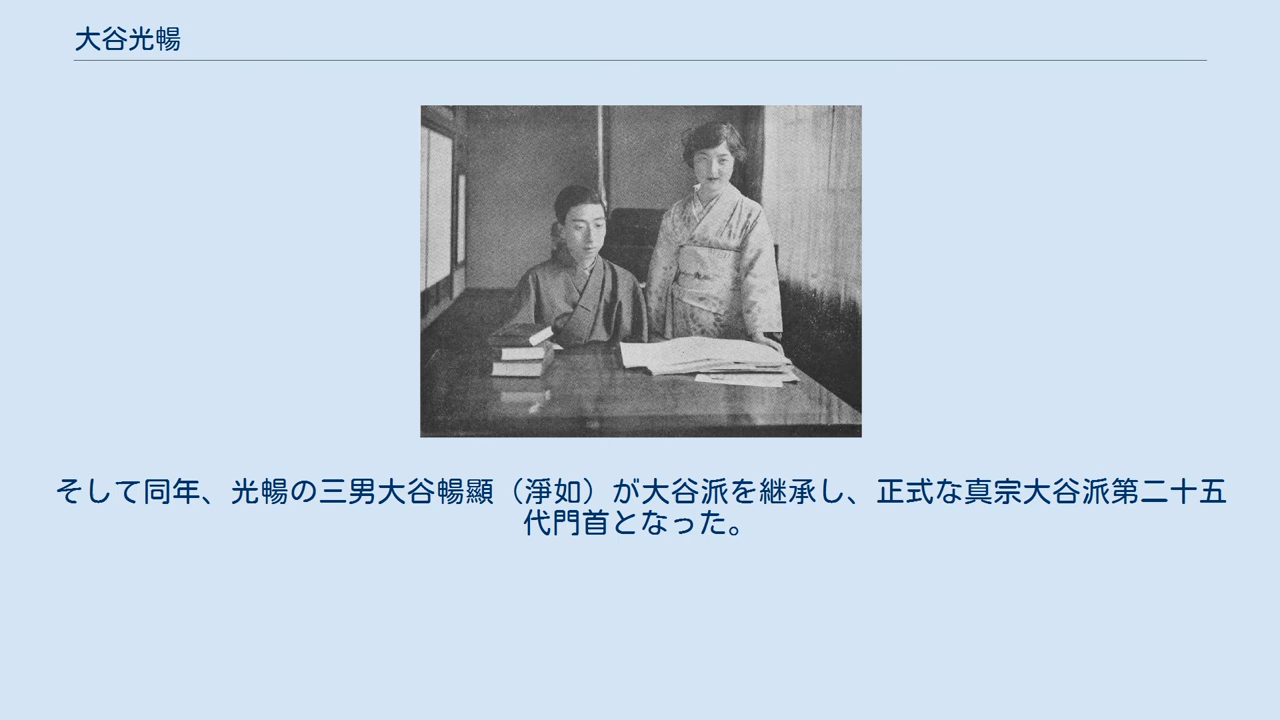 大谷光暢
そして同年、光暢の三男大谷暢顯（淨如）が大谷派を継承し、正式な真宗大谷派第二十五
代門首となった。